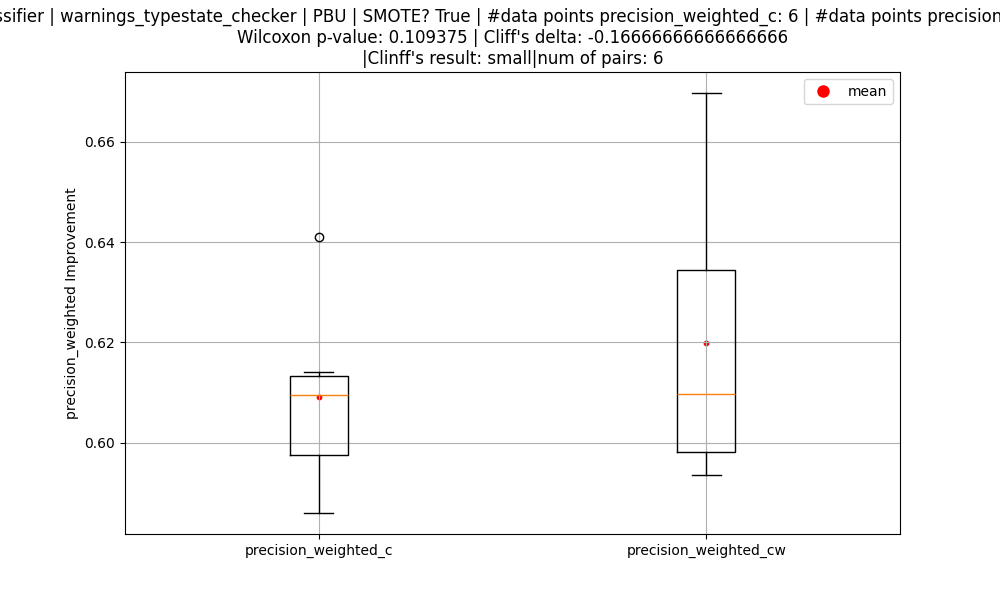 | warnings_typestate_checker | PBU | SMOTE? True | #data points precision_weighted_c: 6 | #data points
Wilcoxon p-value: 0.109375 | Cliff's delta: -0.16666666666666666
|Clinff's result: small|num of pairs: 6
mean
0.66
0.64
0.62
0.60
precision_weighted Improvement
precision_weighted_c
precision_weighted_cw